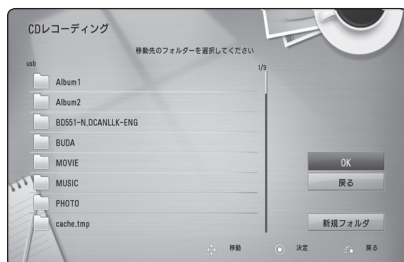 CDレコーディング
移動先のフォルダーを選択してください
usb
1/9
Album1
Album2
BD551-N,DCANLLK-ENG
BUDA
MOVIE
MUSIC
PHOTO
cache.tmp
OK
戻る
新規フォルダ
移動 決定 戻る